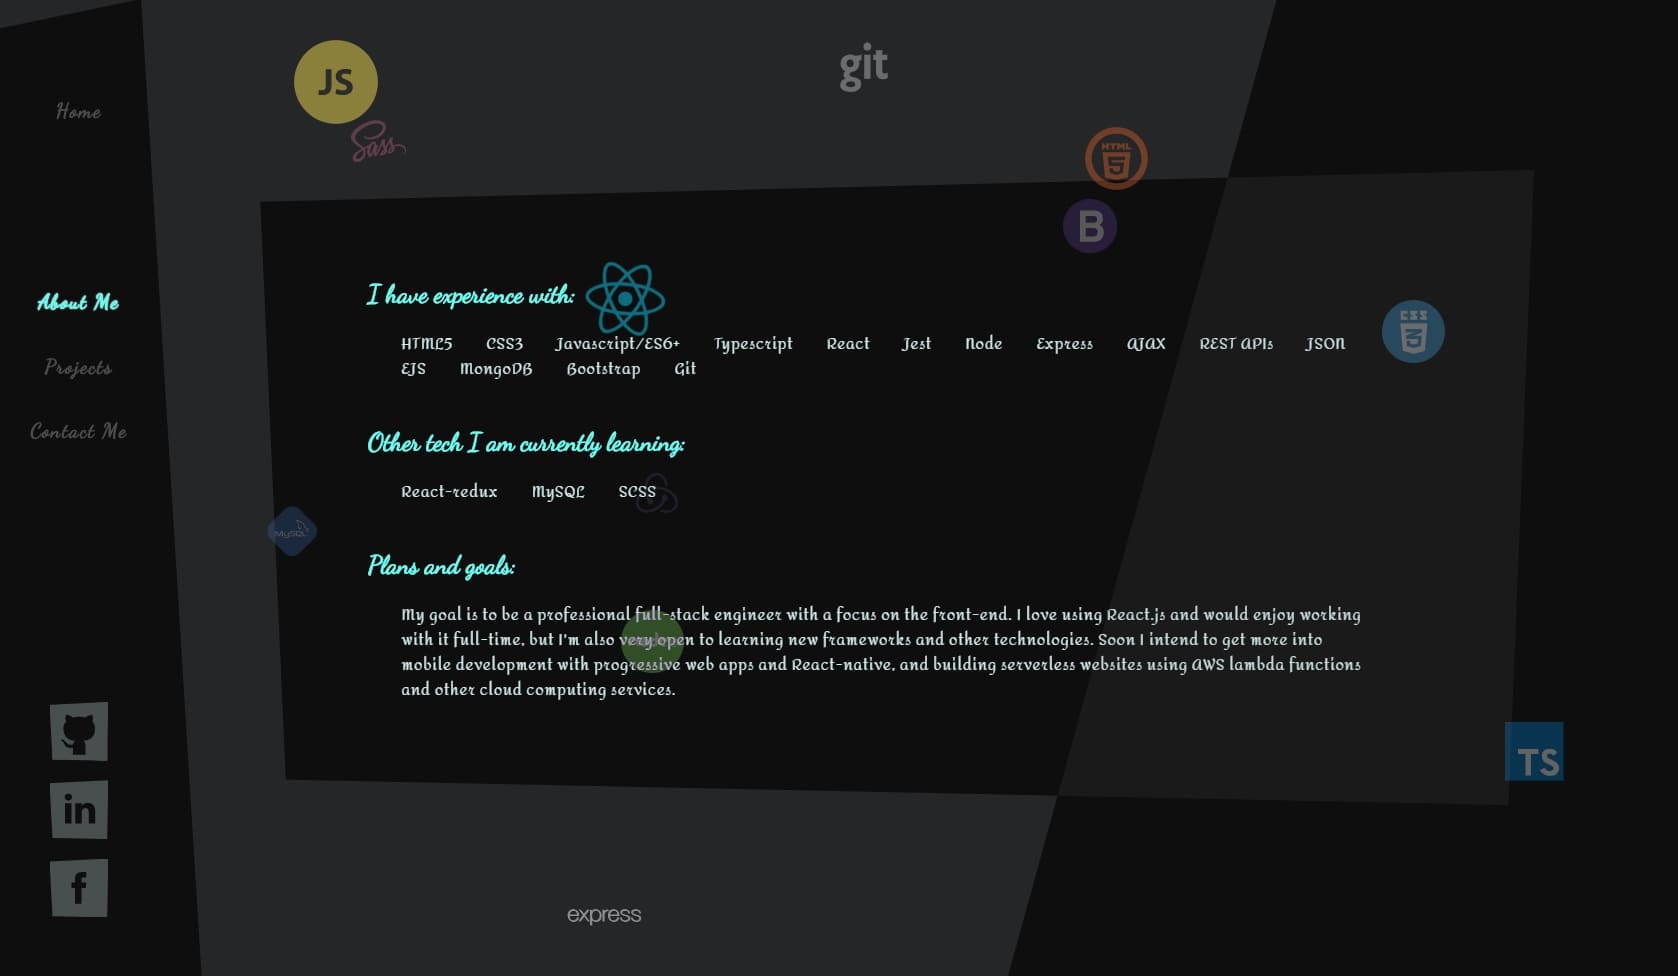 JS
git
Sass
Home
HTML
5
B
I have experience with:
About Me
CSS
3
HTML5 CSS3 Javascript/ES6+ Typescript React Jest Node Express AJAX REST APIs JSON
EJS MongoDB Bootstrap Git
Projects
Contact Me
Other tech I am currently learning:
React-redux MySQL SCSS
MySQL
Plans and goals:
My goal is to be a professional full-stack engineer with a focus on the front-end. I love using React.js and would enjoy working
with it full-time, but I'm also very open to learning new frameworks and other technologies. Soon I intend to get more into
mobile development with progressive web apps and React-native, and building serverless websites using AWS lambda functions
and other cloud computing services.
TS
in
f
express